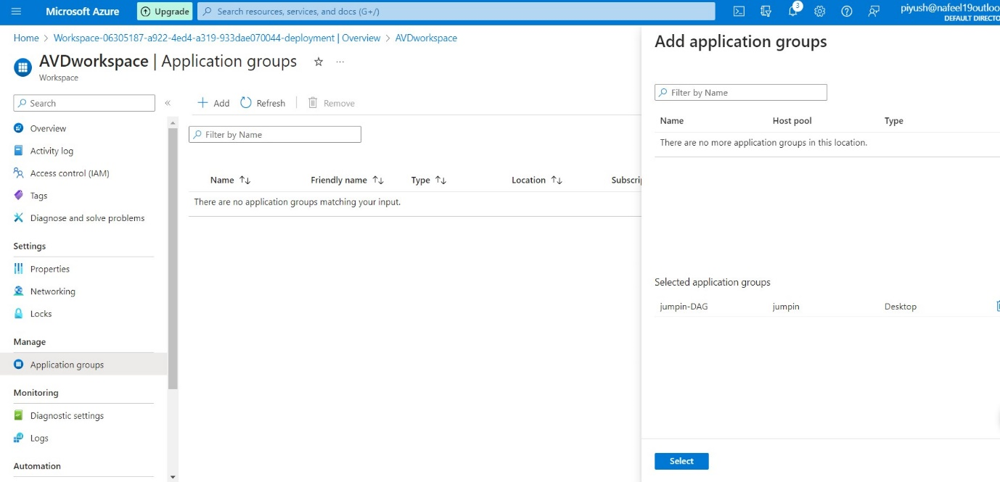 Microsoft Azure
Upgrade
Search resources, services, and docs (G+/)
3
piyush@nafeel19outloo
DEFAULT DIRECTO
Home > Workspace-06305187-a922-4ed4-a319-933dae070044-deployment | Overview > AVDworkspace
AVDworkspace | Application groups
Workspace
Search
«
Overview
Activity log
Access control (IAM)
Tags
Diagnose and solve problems
Settings
Properties
Networking
Locks
Manage
Application groups
Monitoring
Diagnostic settings
Logs
Automation
Add Refresh Remove
Filter by Name
Name Friendly name Type Location Subscrip
There are no application groups matching your input.
Add application groups
Filter by Name
Name Host pool Type
There are no more application groups in this location.
Selected application groups
jumpin-DAG jumpin Desktop
Select